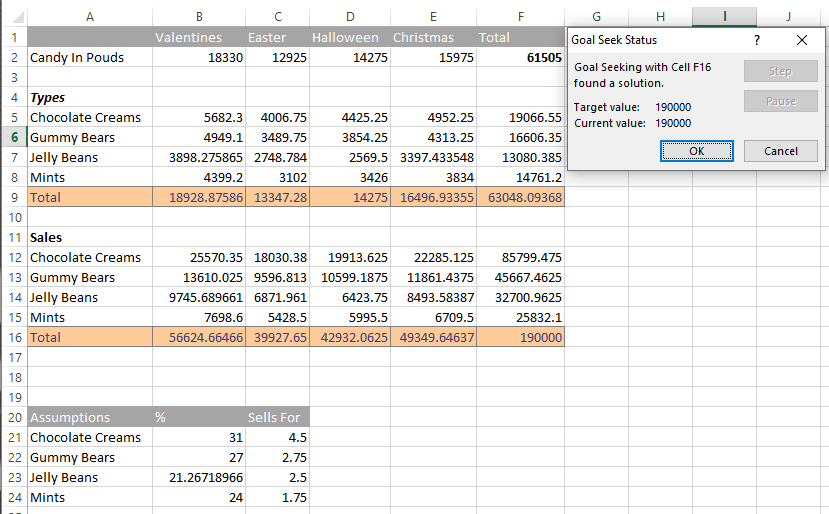 A B C D E F G H I J
1 Valentines Easter Halloween Christmas Total
2 Candy In Pouds 18330 12925 14275 15975 61505
3
4 Types
5 Chocolate Creams 5682.3 4006.75 4425.25 4952.25 19066.55
6 Gummy Bears 4949.1 3489.75 3854.25 4313.25 16606.35
7 Jelly Beans 3898.275865 2748.784 2569.5 3397.433548 13080.385
8 Mints 4399.2 3102 3426 3834 14761.2
9 Total 18928.87586 13347.28 14275 16496.93355 63048.09368
10
11 Sales
12 Chocolate Creams 25570.35 18030.38 19913.625 22285.125 85799.475
13 Gummy Bears 13610.025 9596.813 10599.1875 11861.4375 45667.4625
14 Jelly Beans 9745.689661 6871.961 6423.75 8493.58387 32700.9625
15 Mints 7698.6 5428.5 5995.5 6709.5 25832.1
16 Total 56624.66466 39927.65 42932.0625 49349.64637 190000
17
18
19
20 Assumptions % Sells For
21 Chocolate Creams 31 4.5
22 Gummy Bears 27 2.75
23 Jelly Beans 21.26718966 2.5
24 Mints 24 1.75
Goal Seek Status ?
Goal Seeking with Cell F16 Step
found a solution.
Pause
Target value: 190000
Current value: 190000
OK Cancel